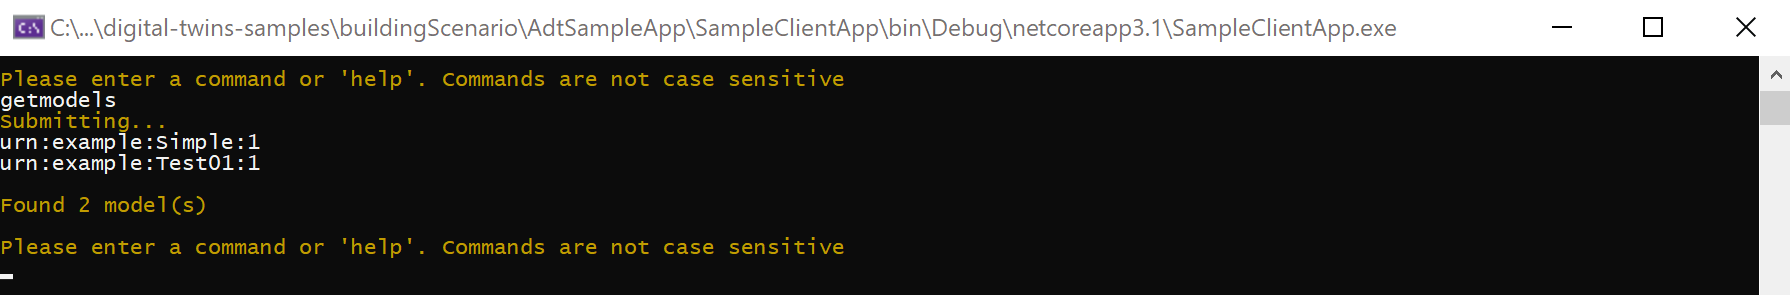 C:\...\digital-twins-samples\buildingScenario\AdtSampleApp\SampleClientApp\bin\Debug\netcoreapp3.1\SampleClientApp.exe
Please enter a command or 'help'. Commands are not case sensitive
getmodels
Submitting...
urn:example:Simple:1
urn:example:Test01:1
Found 2 model(s)
Please enter a command or 'help'. Commands are not case sensitive